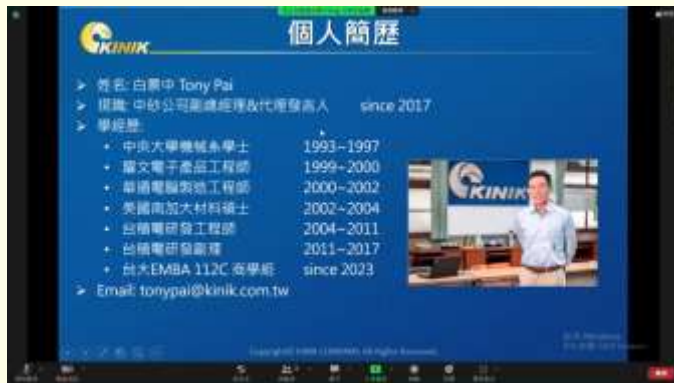 KINIK
個人簡歷
姓名: 白景中 Tony Pai
現職: 中砂公司副總經理&代理發言人 since 2017
學經歷:
中央大學機械系學士 1993~1997
電子產品工程師 1999~2000
華碩電腦製造工程師 2000~2002
美國南加大材料碩士 2002~2004
台積電研發工程師 2004~2011
台積電研發副理 2011~2017
台大EMBA 112C 商學組 since 2023
Email: tonypai@kinik.com.tw
KINIK